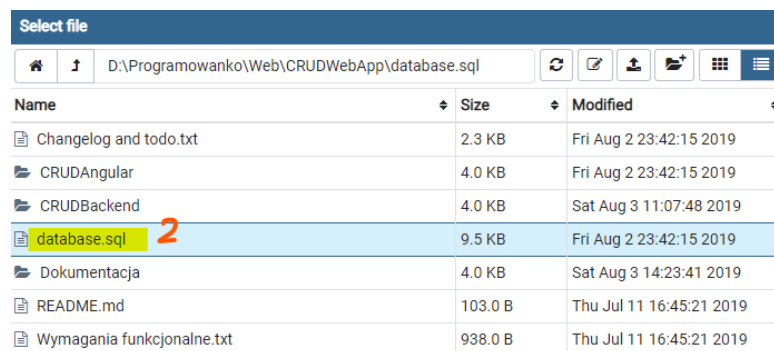 Select file
D:\Programowanko\Web\CRUDWebApp\database.sql
Name Size Modified
Changelog and todo.txt 2.3 KB Fri Aug 2 23:42:15 2019
CRUDAngular 4.0 KB Fri Aug 2 23:42:15 2019
CRUDBackend 4.0 KB Sat Aug 3 11:07:48 2019
database.sql 2 9.5 KB Fri Aug 2 23:42:15 2019
Dokumentacja 4.0 KB Sat Aug 3 14:23:41 2019
README.md 103.0 B Thu Jul 11 16:45:21 2019
Wymagania funkcjonalne.txt 938.0 B Thu Jul 11 16:45:21 2019